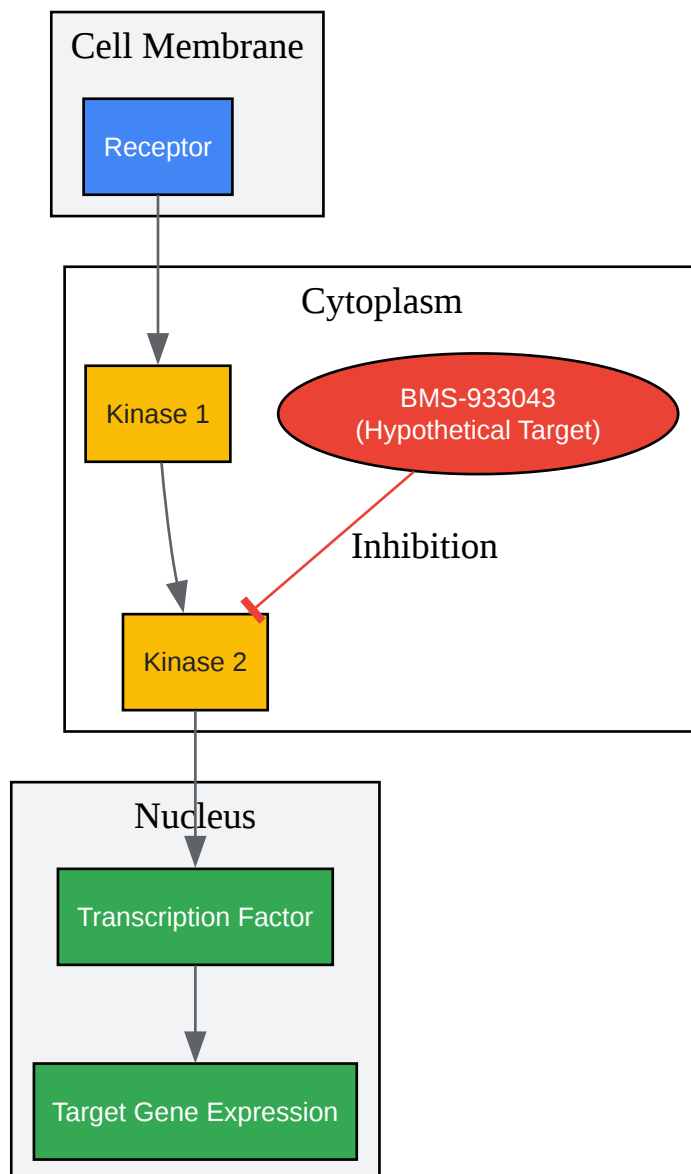 Cell Membrane
Receptor
Cytoplasm
Kinase 1
BMS-933043
(Hypothetical Target)
Inhibition
Kinase 2
Nucleus
Transcription Factor
Target Gene Expression